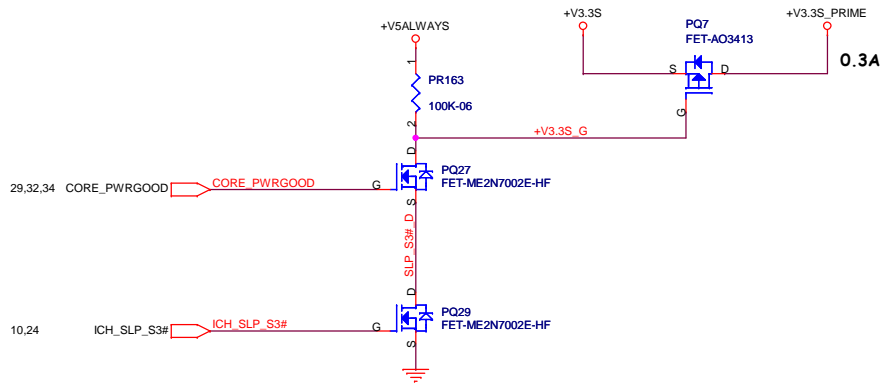 +V5ALWAYS
+V3.3S
PQ7
FET-AO3413
+V3.3S_PRIME
0.3A
S
D
G
1
PR163
100K-06
2
+V3.3S_G
D
PQ27
FET-ME2N7002E-HF
29,32,34 CORE_PWRGOOD CORE_PWRGOOD G
S
SLP_S3#_D
D
PQ29
FET-ME2N7002E-HF
10,24 ICH_SLP_S3# ICH_SLP_S3# G
S